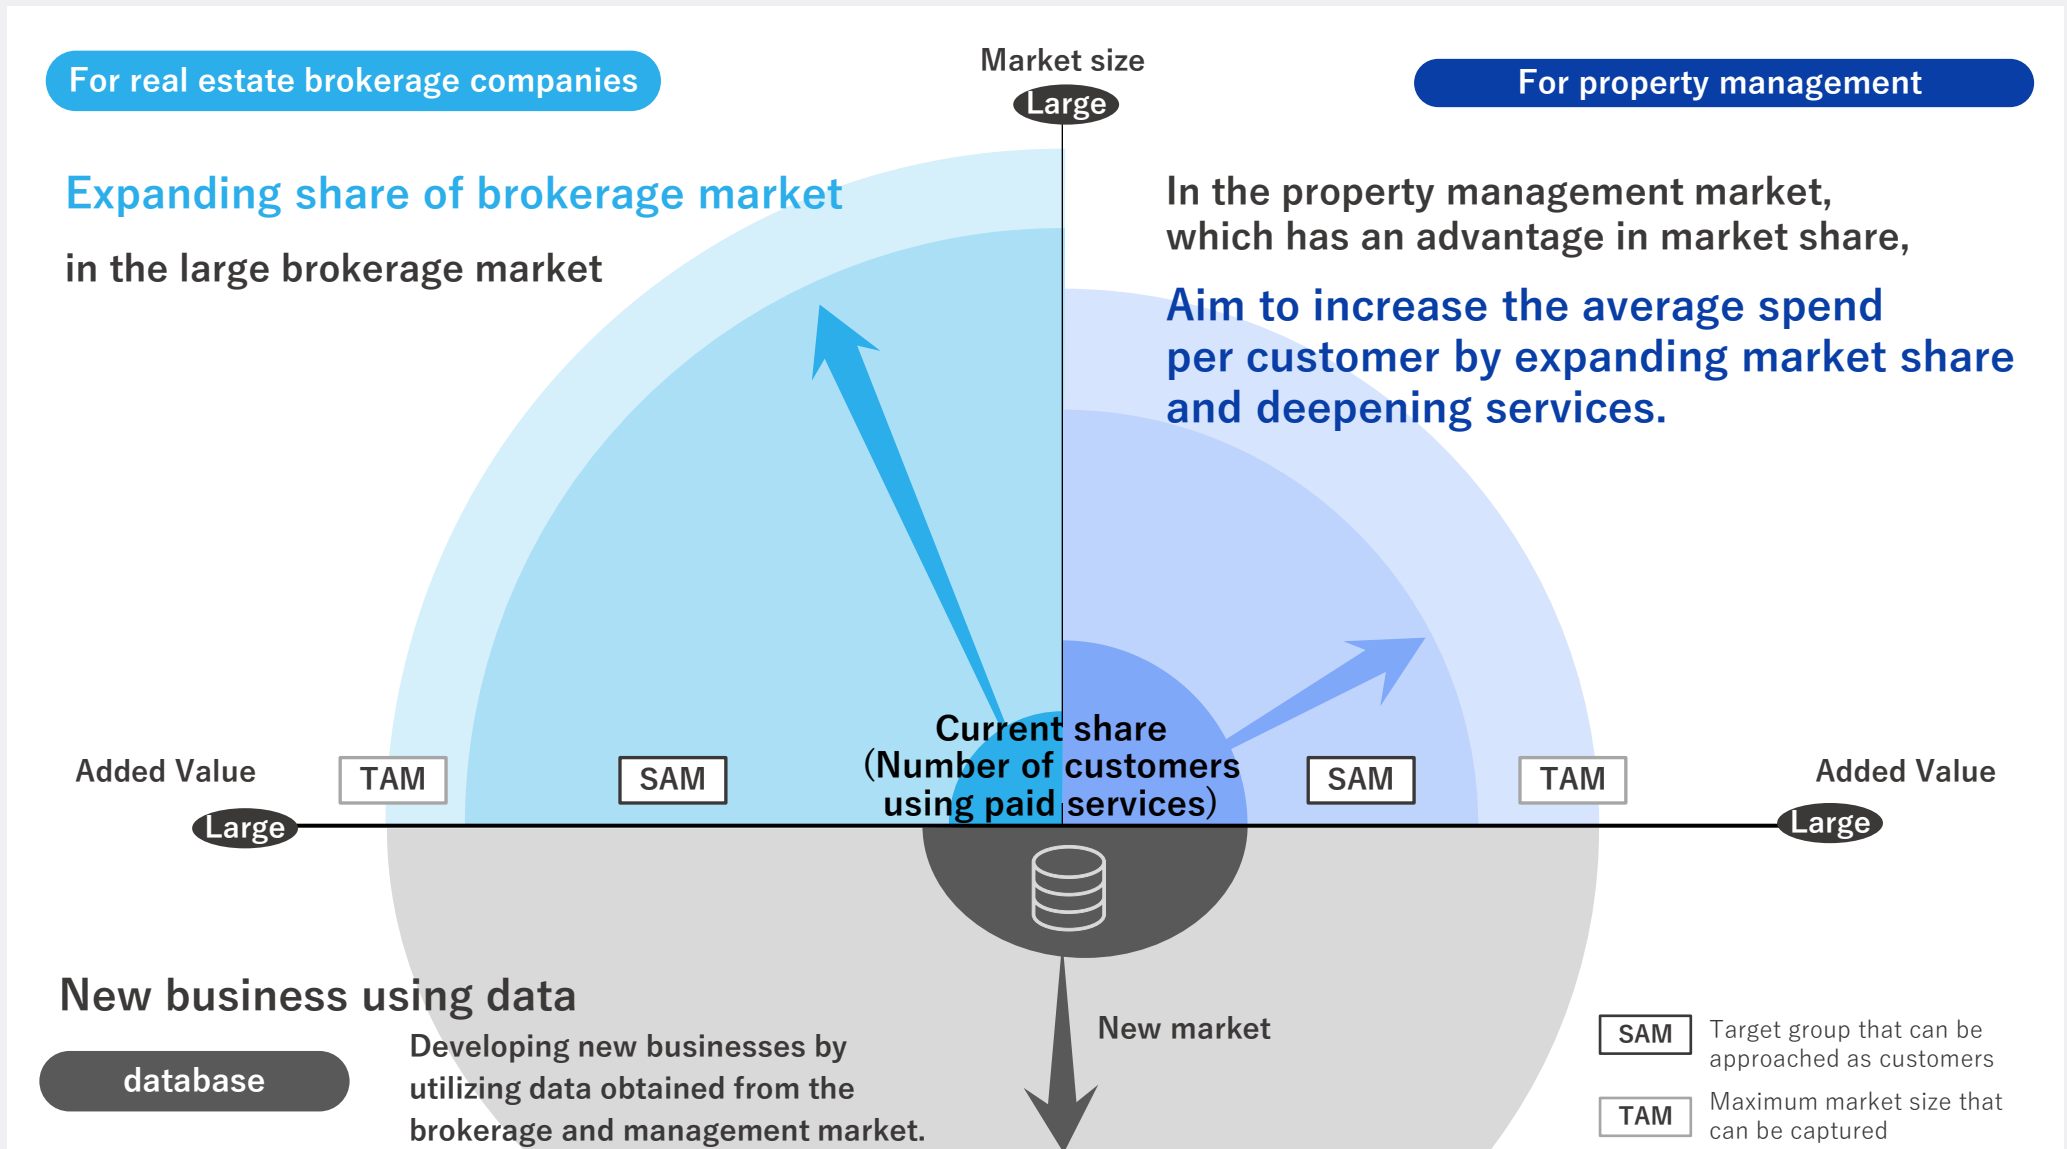 For real estate brokerage companies
Expanding share of brokerage market
in the large brokerage market
Market size
Large
For property management
In the property management market,
which has an advantage in market share,
Aim to increase the average spend
per customer by expanding market share
and deepening services.
Added Value
Large
TAM
SAM
Current share
(Number of customers
using paid services)
SAM
TAM
Added Value
Large
New business using data
database
Developing new businesses by
utilizing data obtained from the
brokerage and management market.
New market
SAM
Target group that can be
approached as customers
TAM
Maximum market size that
can be captured